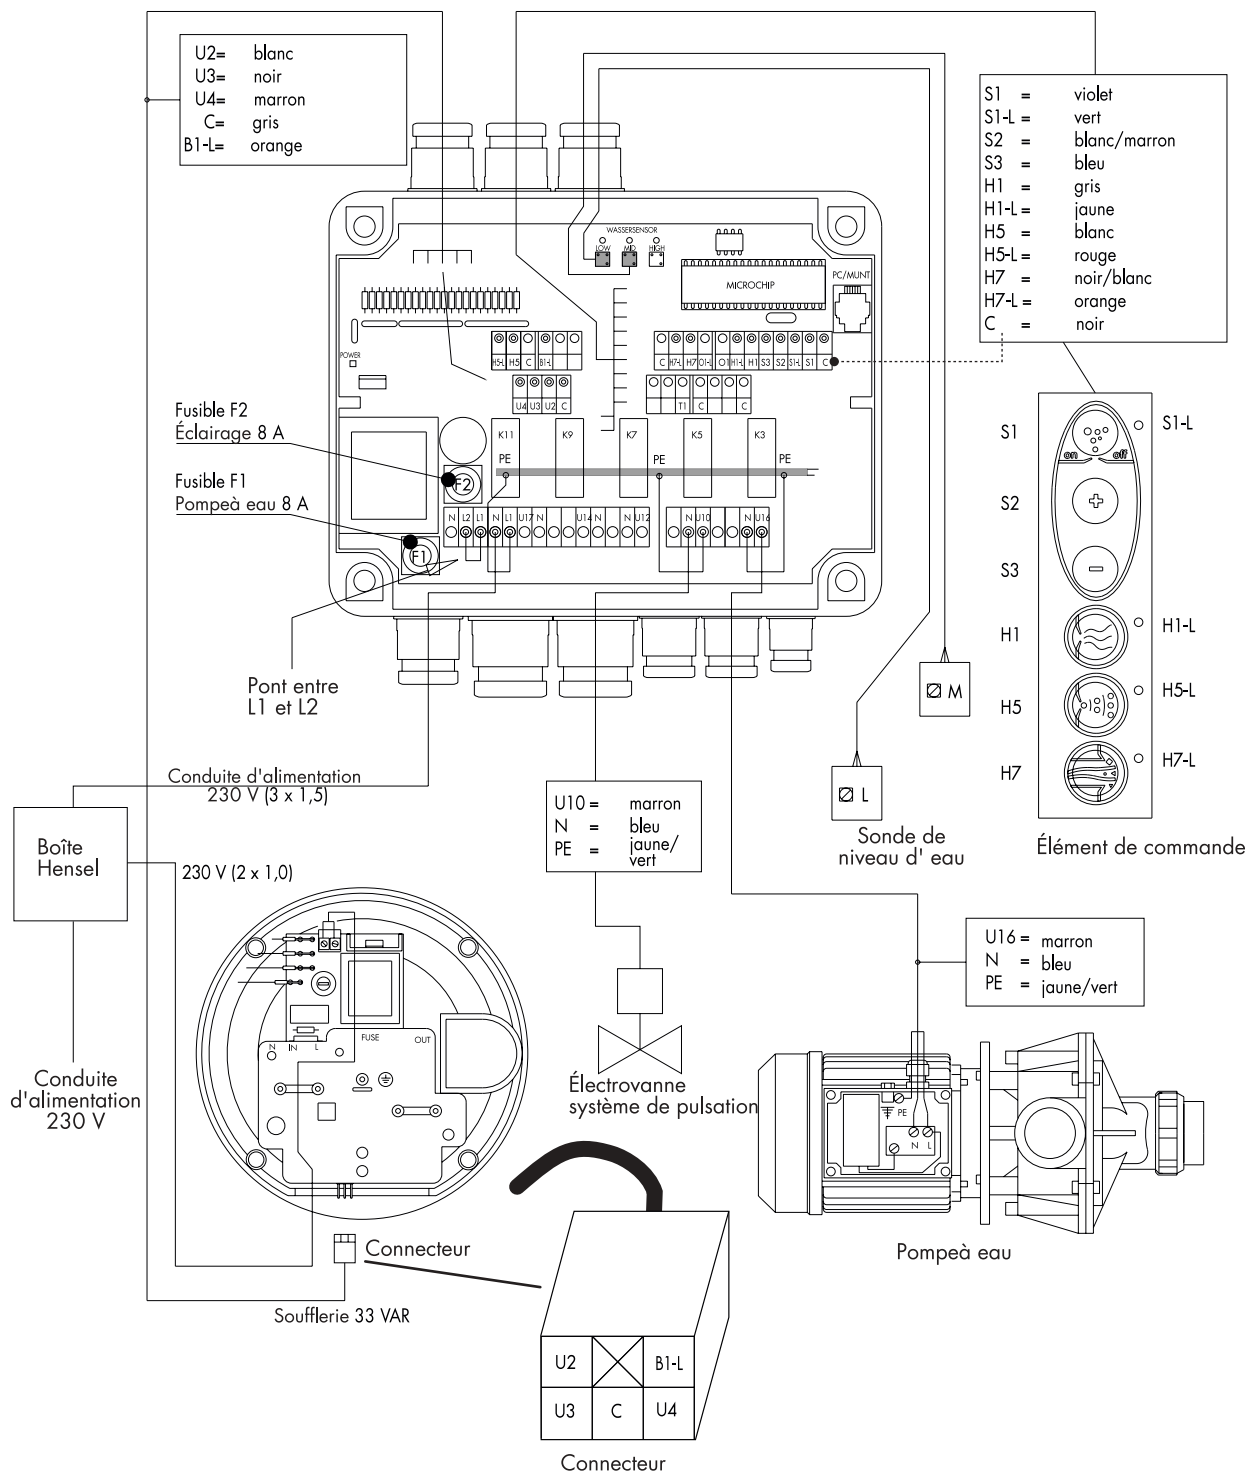 U2= blanc
U3= noir
U4= marron
C= gris
B1-L= orange
S1 = violet
S1-L = vert
S2 = blanc/marron
S3 = bleu
H1 = gris
H1-L = jaune
H5 = blanc
H5-L = rouge
H7 = noir/blanc
H7-L = orange
C = noir
WASSERSENSOR
LOW MID HIGH
MICROCHIP
PC/MUNT
POWER
H5-L H5 C B1-L
C H7-L H7 O1-L O1 H1-L H1 S3 S2 S1-L S1 C
U4 U3 U2 C
T1 C C
Fusible F2
Éclairage 8 A
Fusible F1
Pompeà eau 8 A
K11 K9 K7 K5 K3
PE PE PE
F2
F1
N L2 L1 N L1 U17 N U14 N N U12
N U10 N U16
S1 S1-L
on off
S2
S3
H1 H1-L
H5 H5-L
H7 H7-L
Élément de commande
Pont entre
L1 et L2
M
L
Sonde de
niveau d' eau
Conduite d'alimentation
230 V (3 x 1,5)
Boîte
Hensel
230 V (2 x 1,0)
U10 = marron
N = bleu
PE = jaune/
vert
U16 = marron
N = bleu
PE = jaune/vert
N IN L FUSE OUT
Conduite
d'alimentation
230 V
Électrovanne
système de pulsation
PE
N L
Pompeà eau
Connecteur
Soufflerie 33 VAR
U2 B1-L
U3 C U4
Connecteur